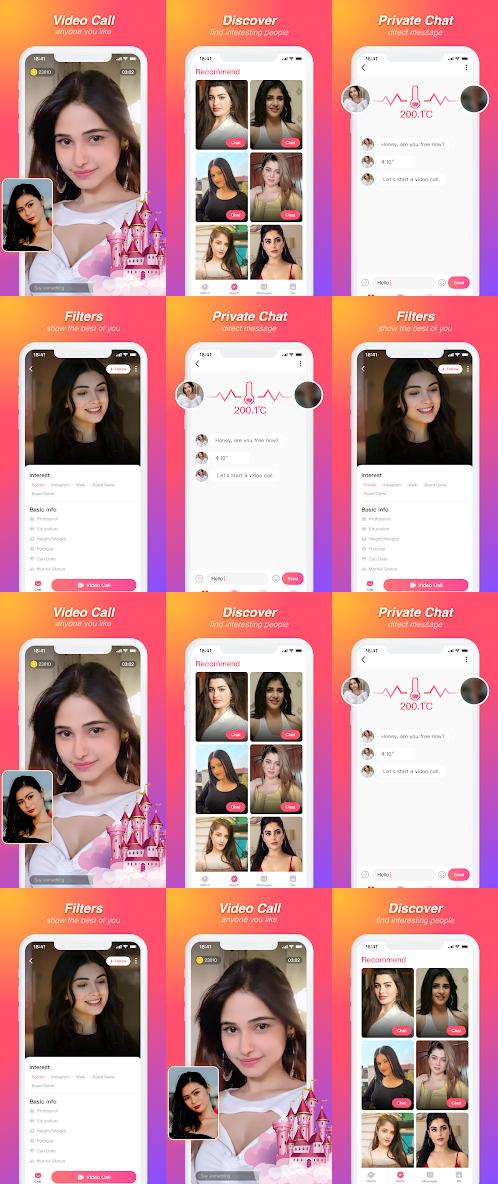 Video Call
anyone you like
18:41
23010
03:02
Say something
Discover
find interesting people
18:41
Recommend
Chat
Chat
Chat
Chat
Match
Search
Messages
Me
Private Chat
direct message
18:41
200.1℃
Honey, are you free now?
10"
Let's start a video call.
Hello
Send
Filters
show the best of you
18:41
+ Follow
Interest
Foodie Instagram Walk Board Game
Board Game
Basic info
Profession
Education
Height/Weight
Purpose
Can Date
Marital Status
Chat
Video Call
Private Chat
direct message
18:41
200.1℃
Honey, are you free now?
10"
Let's start a video call.
Hello
Send
Filters
show the best of you
18:41
+ Follow
Interest
Foodie Instagram Walk Board Game
Board Game
Basic info
Profession
Education
Height/Weight
Purpose
Can Date
Marital Status
Chat
Video Call
Video Call
anyone you like
18:41
23010
03:02
Say something
Discover
find interesting people
18:41
Recommend
Chat
Chat
Chat
Chat
Messages
Me
Private Chat
direct message
18:41
200.1℃
Honey, are you free now?
10"
Let's start a video call.
Hello
Send
Filters
show the best of you
18:41
+ Follow
Interest
Foodie Instagram Walk Board Game
Board Game
Basic info
Profession
Education
Height/Weight
Purpose
Can Date
Marital Status
Chat
Video Call
Video Call
anyone you like
18:41
23010
03:02
Say something
Discover
find interesting people
18:41
Recommend
Chat
Chat
Chat
Chat
Messages
Me